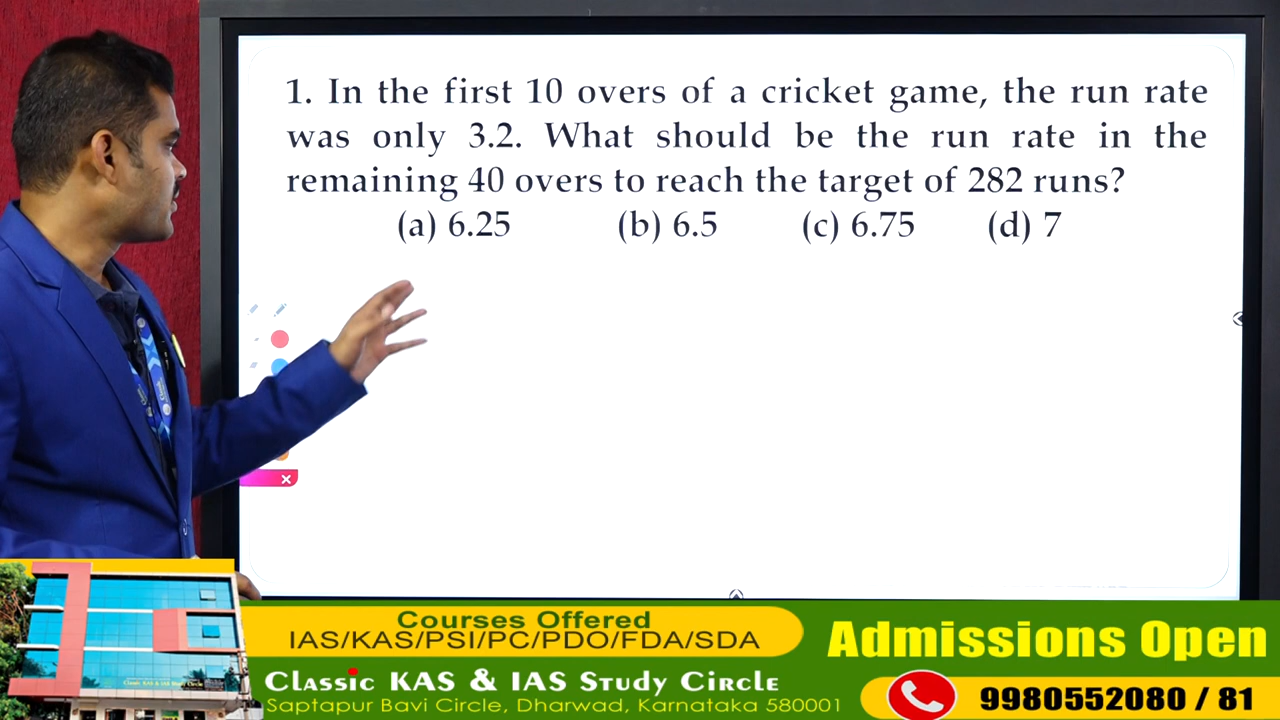 1. In the first 10 overs of a cricket game, the run rate
was only 3.2. What should be the run rate in the
remaining 40 overs to reach the target of 282 runs?
(a) 6.25 (b) 6.5 (c) 6.75 (d) 7
Courses Offered
IAS/KAS/PSI/PC/PDO/FDA/SDA
Classic KAS & IAS Study Circle
Saptapur Bavi Circle, Dharwad, Karnataka 580001
Admissions Open
9980552080 / 81